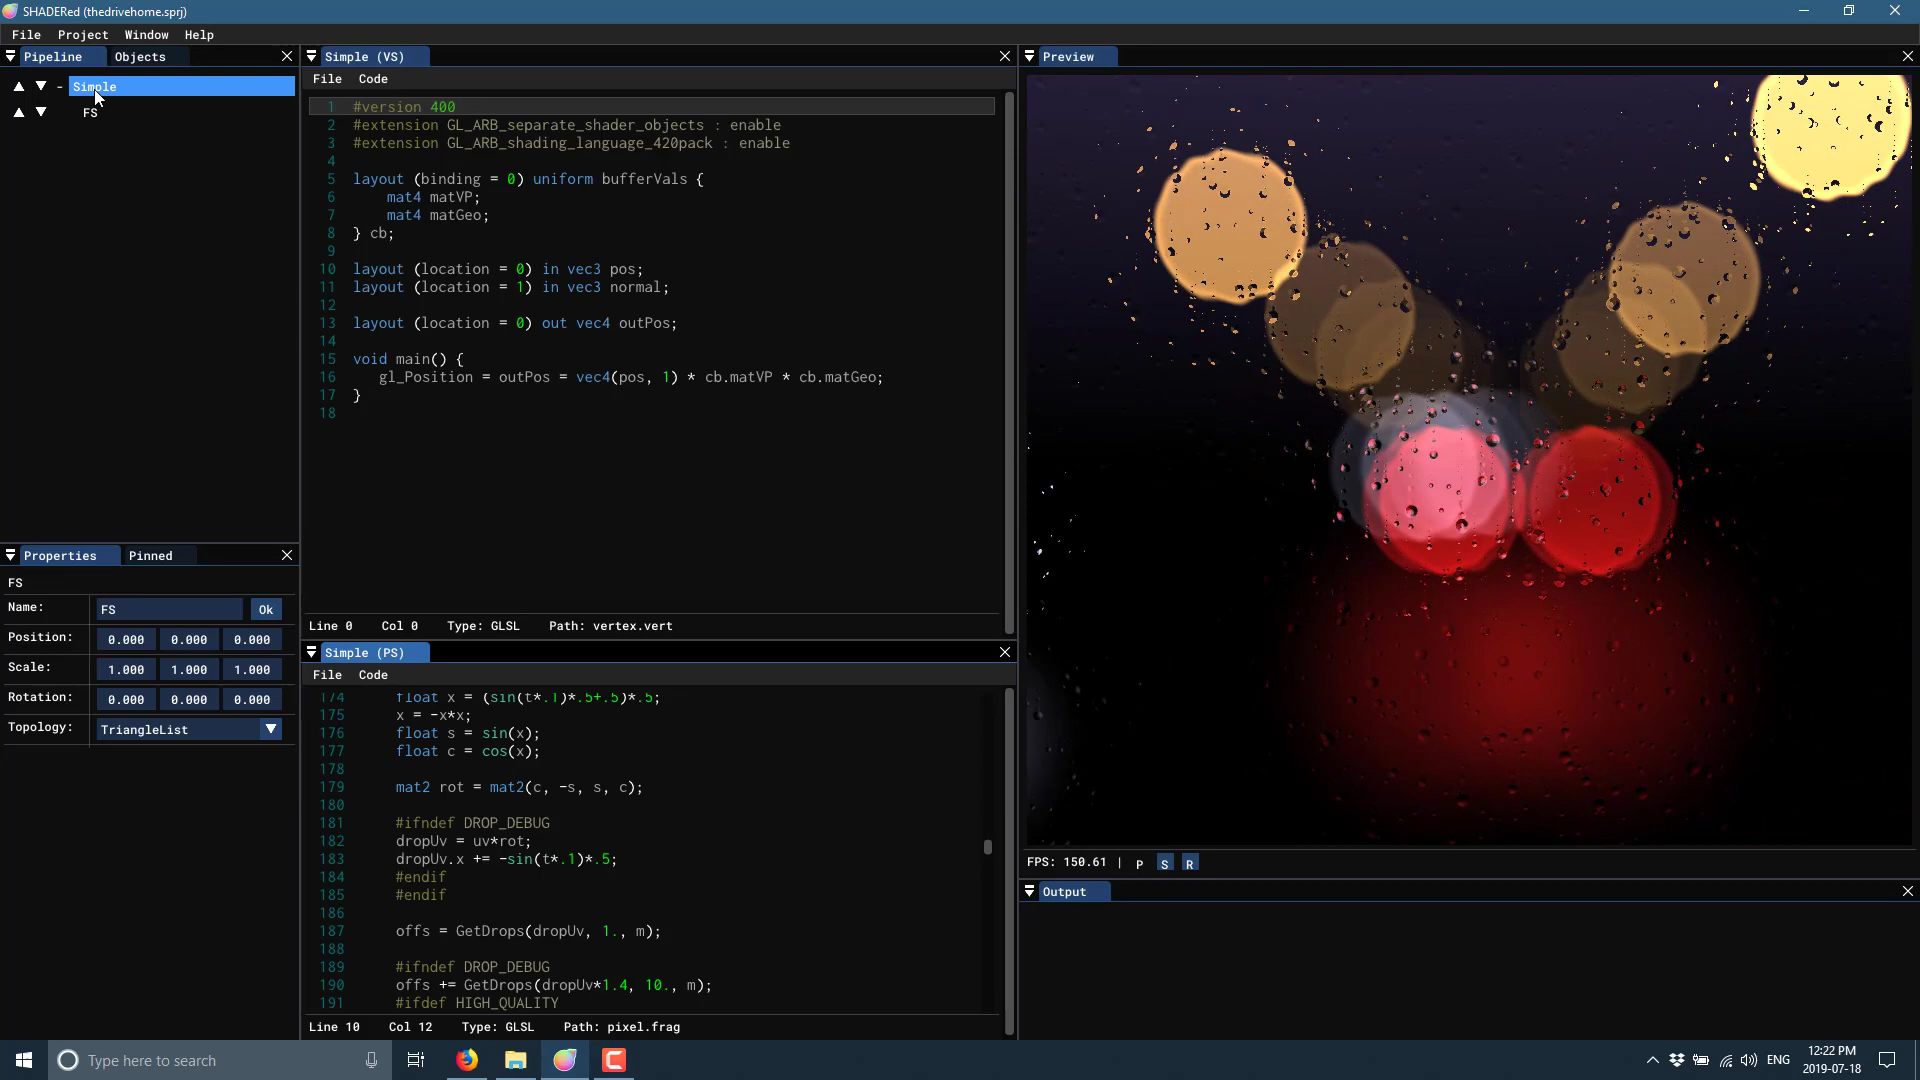 SHADERed (thedrivehome.sprj)
File Project Window Help
Pipeline Objects
- Simple
FS
Properties Pinned
FS
Name: FS Ok
Position: 0.000 0.000 0.000
Scale: 1.000 1.000 1.000
Rotation: 0.000 0.000 0.000
Topology: TriangleList
Simple (VS)
File Code
1 #version 400
2 #extension GL_ARB_separate_shader_objects : enable
3 #extension GL_ARB_shading_language_420pack : enable
4
5 layout (binding = 0) uniform bufferVals {
6 mat4 matVP;
7 mat4 matGeo;
8 } cb;
9
10 layout (location = 0) in vec3 pos;
11 layout (location = 1) in vec3 normal;
12
13 layout (location = 0) out vec4 outPos;
14
15 void main() {
16 gl_Position = outPos = vec4(pos, 1) * cb.matVP * cb.matGeo;
17 }
18
Line 0 Col 0 Type: GLSL Path: vertex.vert
Simple (PS)
File Code
174 float x = (sin(t*.1)*.5+.5)*.5;
175 x = -x*x;
176 float s = sin(x);
177 float c = cos(x);
178
179 mat2 rot = mat2(c, -s, s, c);
180
181 #ifndef DROP_DEBUG
182 dropUv = uv*rot;
183 dropUv.x += -sin(t*.1)*.5;
184 #endif
185 #endif
186
187 offs = GetDrops(dropUv, 1., m);
188
189 #ifndef DROP_DEBUG
190 offs += GetDrops(dropUv*1.4, 10., m);
191 #ifdef HIGH_QUALITY
Line 10 Col 12 Type: GLSL Path: pixel.frag
Preview
FPS: 150.61 | P S R
Output
Type here to search
ENG
12:22 PM
2019-07-18